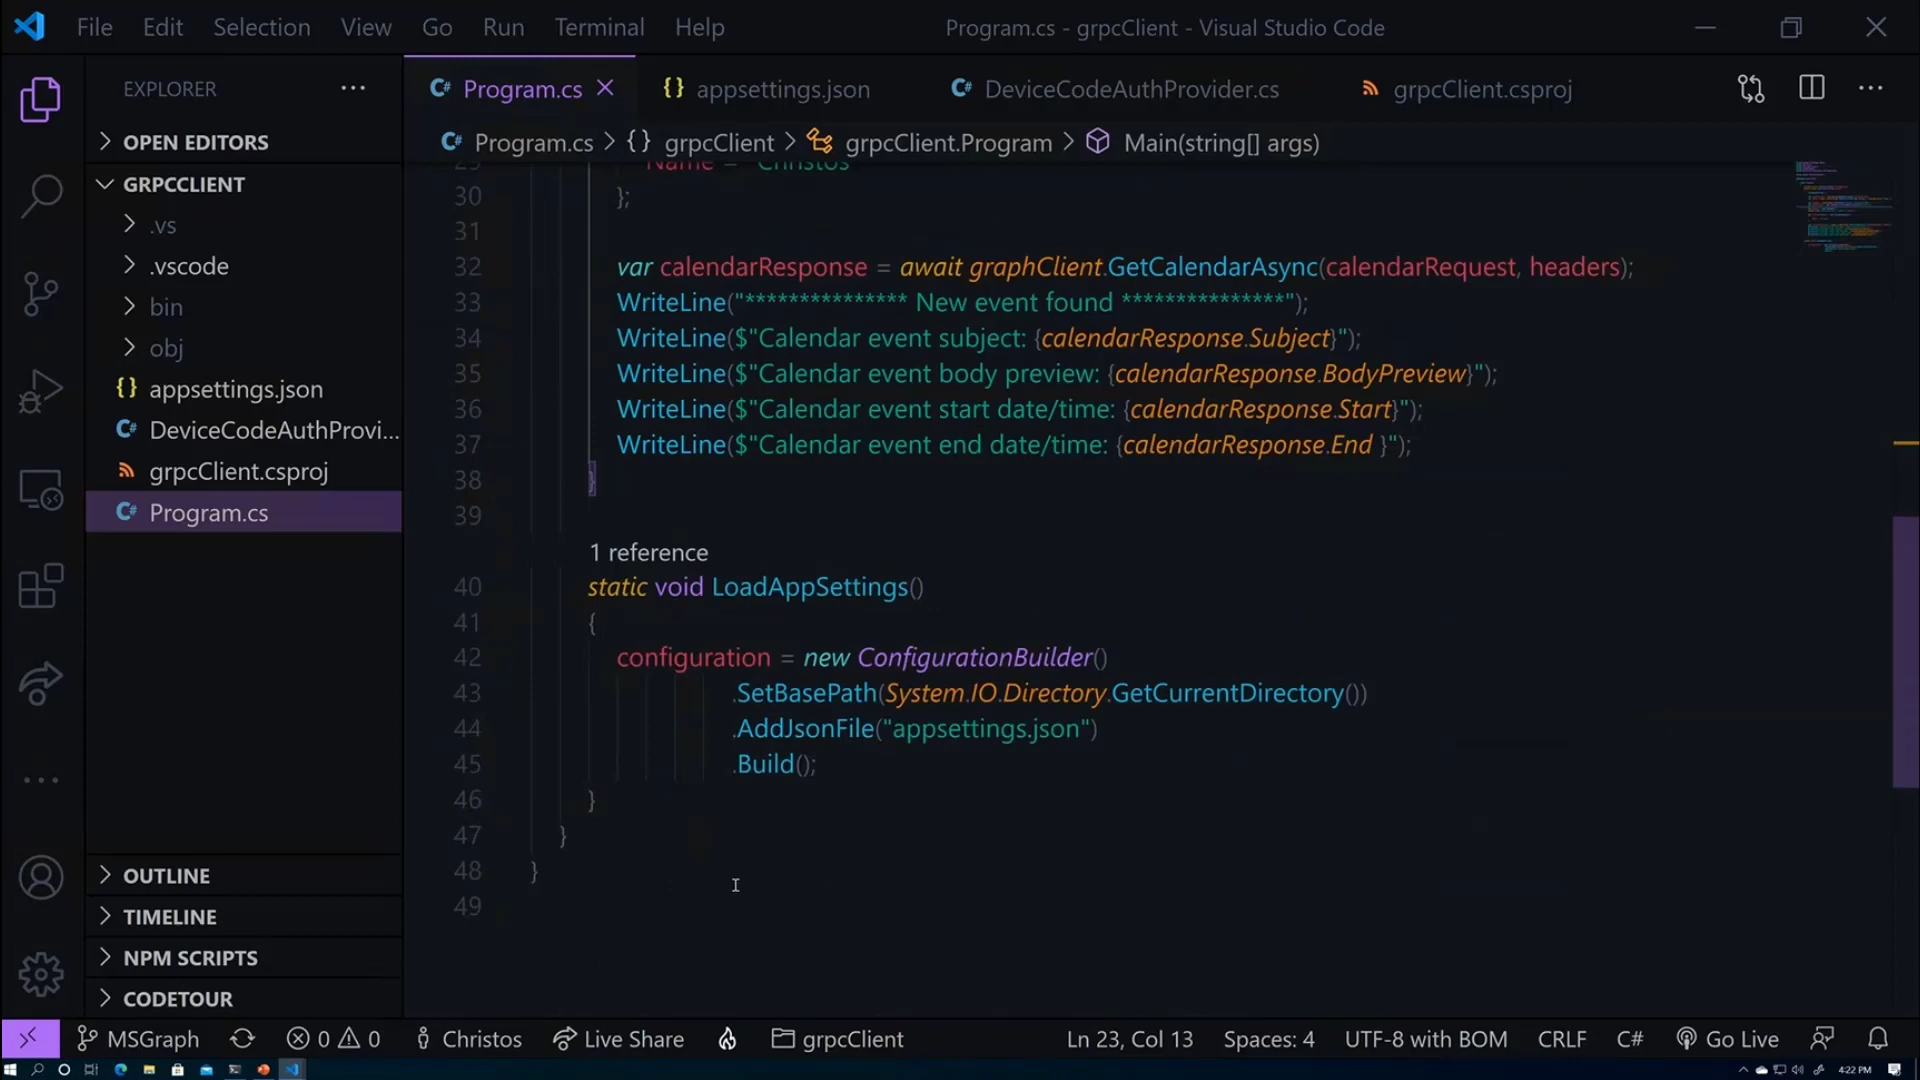 File Edit Selection View Go Run Terminal Help Program.cs - grpcClient - Visual Studio Code
EXPLORER ···
Program.cs appsettings.json DeviceCodeAuthProvider.cs grpcClient.csproj
Program.cs > {} grpcClient > grpcClient.Program > Main(string[] args)
OPEN EDITORS
GRPCCLIENT
.vs
.vscode
bin
obj
{} appsettings.json
C# DeviceCodeAuthProvi...
grpcClient.csproj
C# Program.cs
OUTLINE
TIMELINE
NPM SCRIPTS
CODETOUR
29 Name = "Christos"
30 };
31
32 var calendarResponse = await graphClient.GetCalendarAsync(calendarRequest, headers);
33 WriteLine("*************** New event found ***************");
34 WriteLine($"Calendar event subject: {calendarResponse.Subject}");
35 WriteLine($"Calendar event body preview: {calendarResponse.BodyPreview}");
36 WriteLine($"Calendar event start date/time: {calendarResponse.Start}");
37 WriteLine($"Calendar event end date/time: {calendarResponse.End }");
38 }
39
1 reference
40 static void LoadAppSettings()
41 {
42 configuration = new ConfigurationBuilder()
43 .SetBasePath(System.IO.Directory.GetCurrentDirectory())
44 .AddJsonFile("appsettings.json")
45 .Build();
46 }
47 }
48 }
49
MSGraph 0 0 Christos Live Share grpcClient Ln 23, Col 13 Spaces: 4 UTF-8 with BOM CRLF C# Go Live
4:22 PM